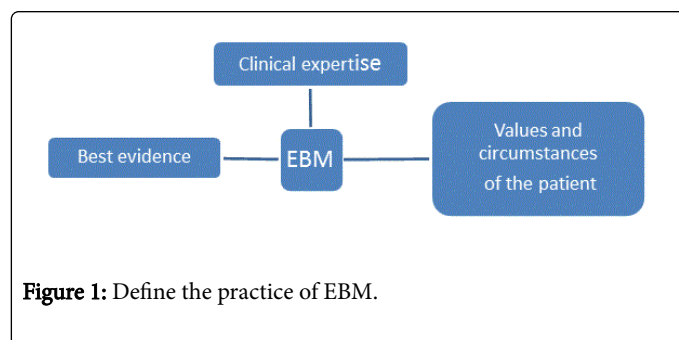 Clinical expertise
Best evidence
EBM
Values and
circumstances
of the patient
Figure 1: Define the practice of EBM.